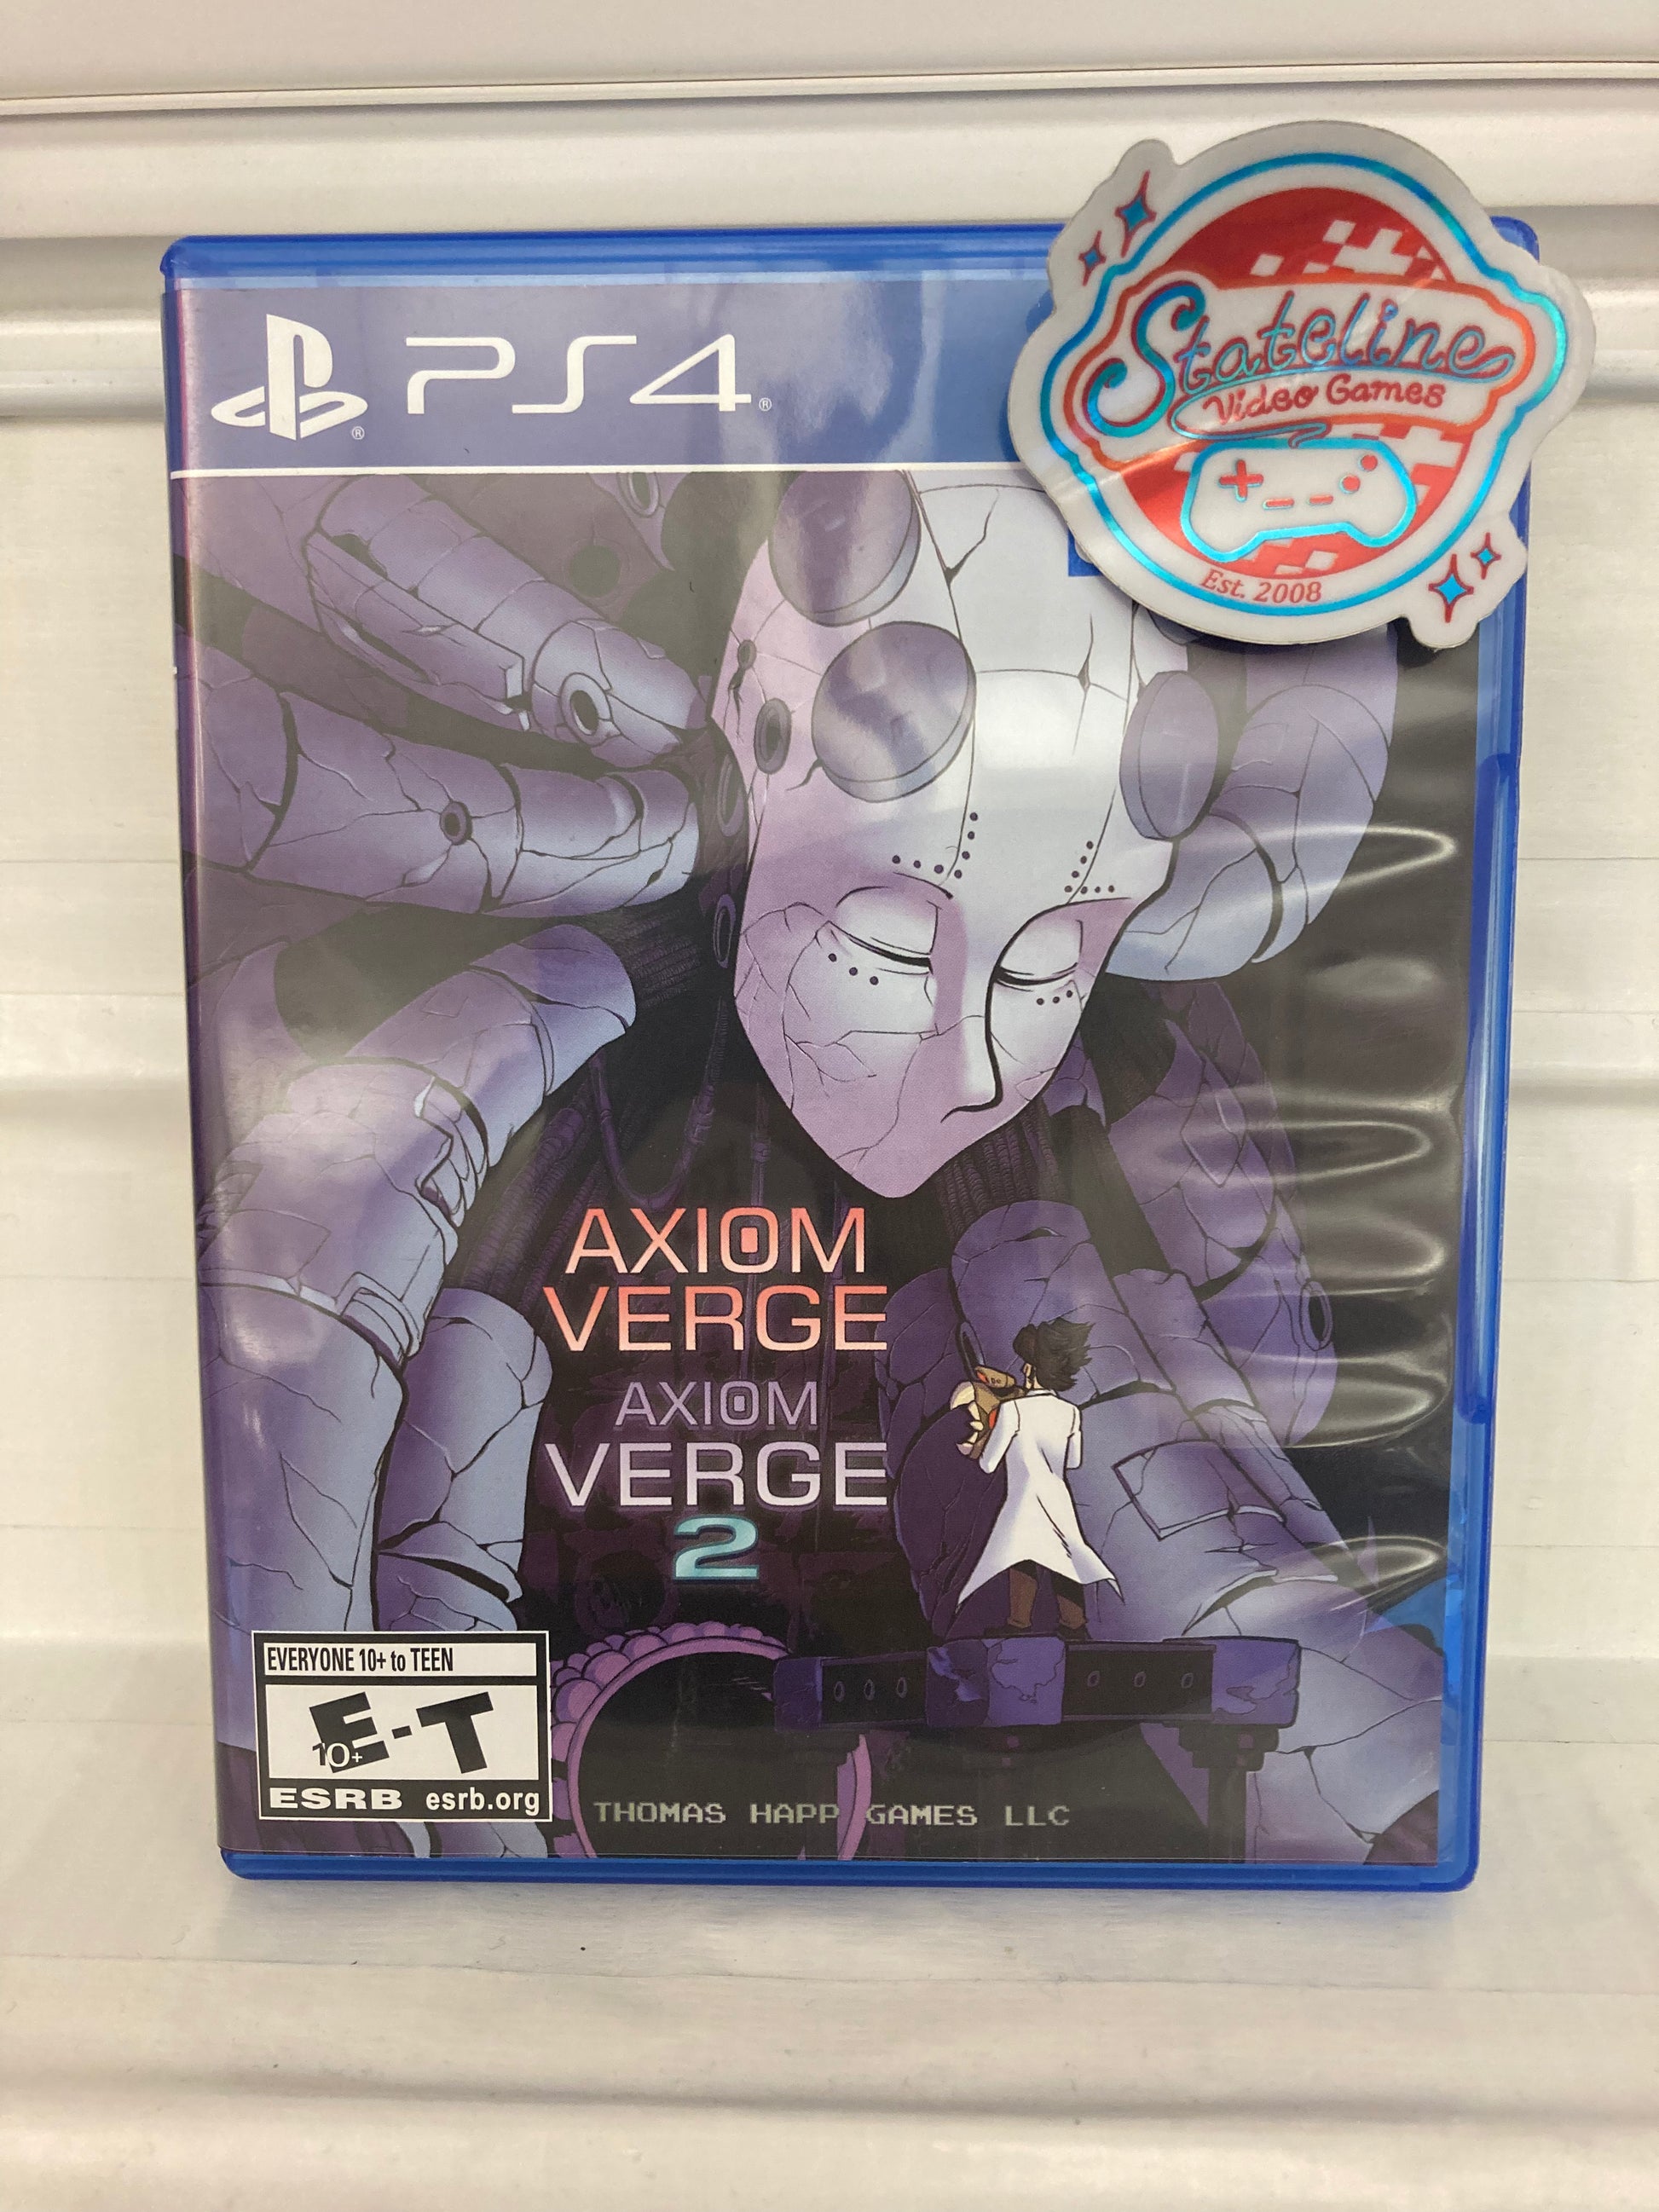 PS4®
Stateline
Video Games
Est. 2008
AXIOM
VERGE
AXIOM
VERGE
2
EVERYONE 10+ to TEEN
E-T
10+
ESRB esrb.org
THOMAS HAPP GAMES LLC